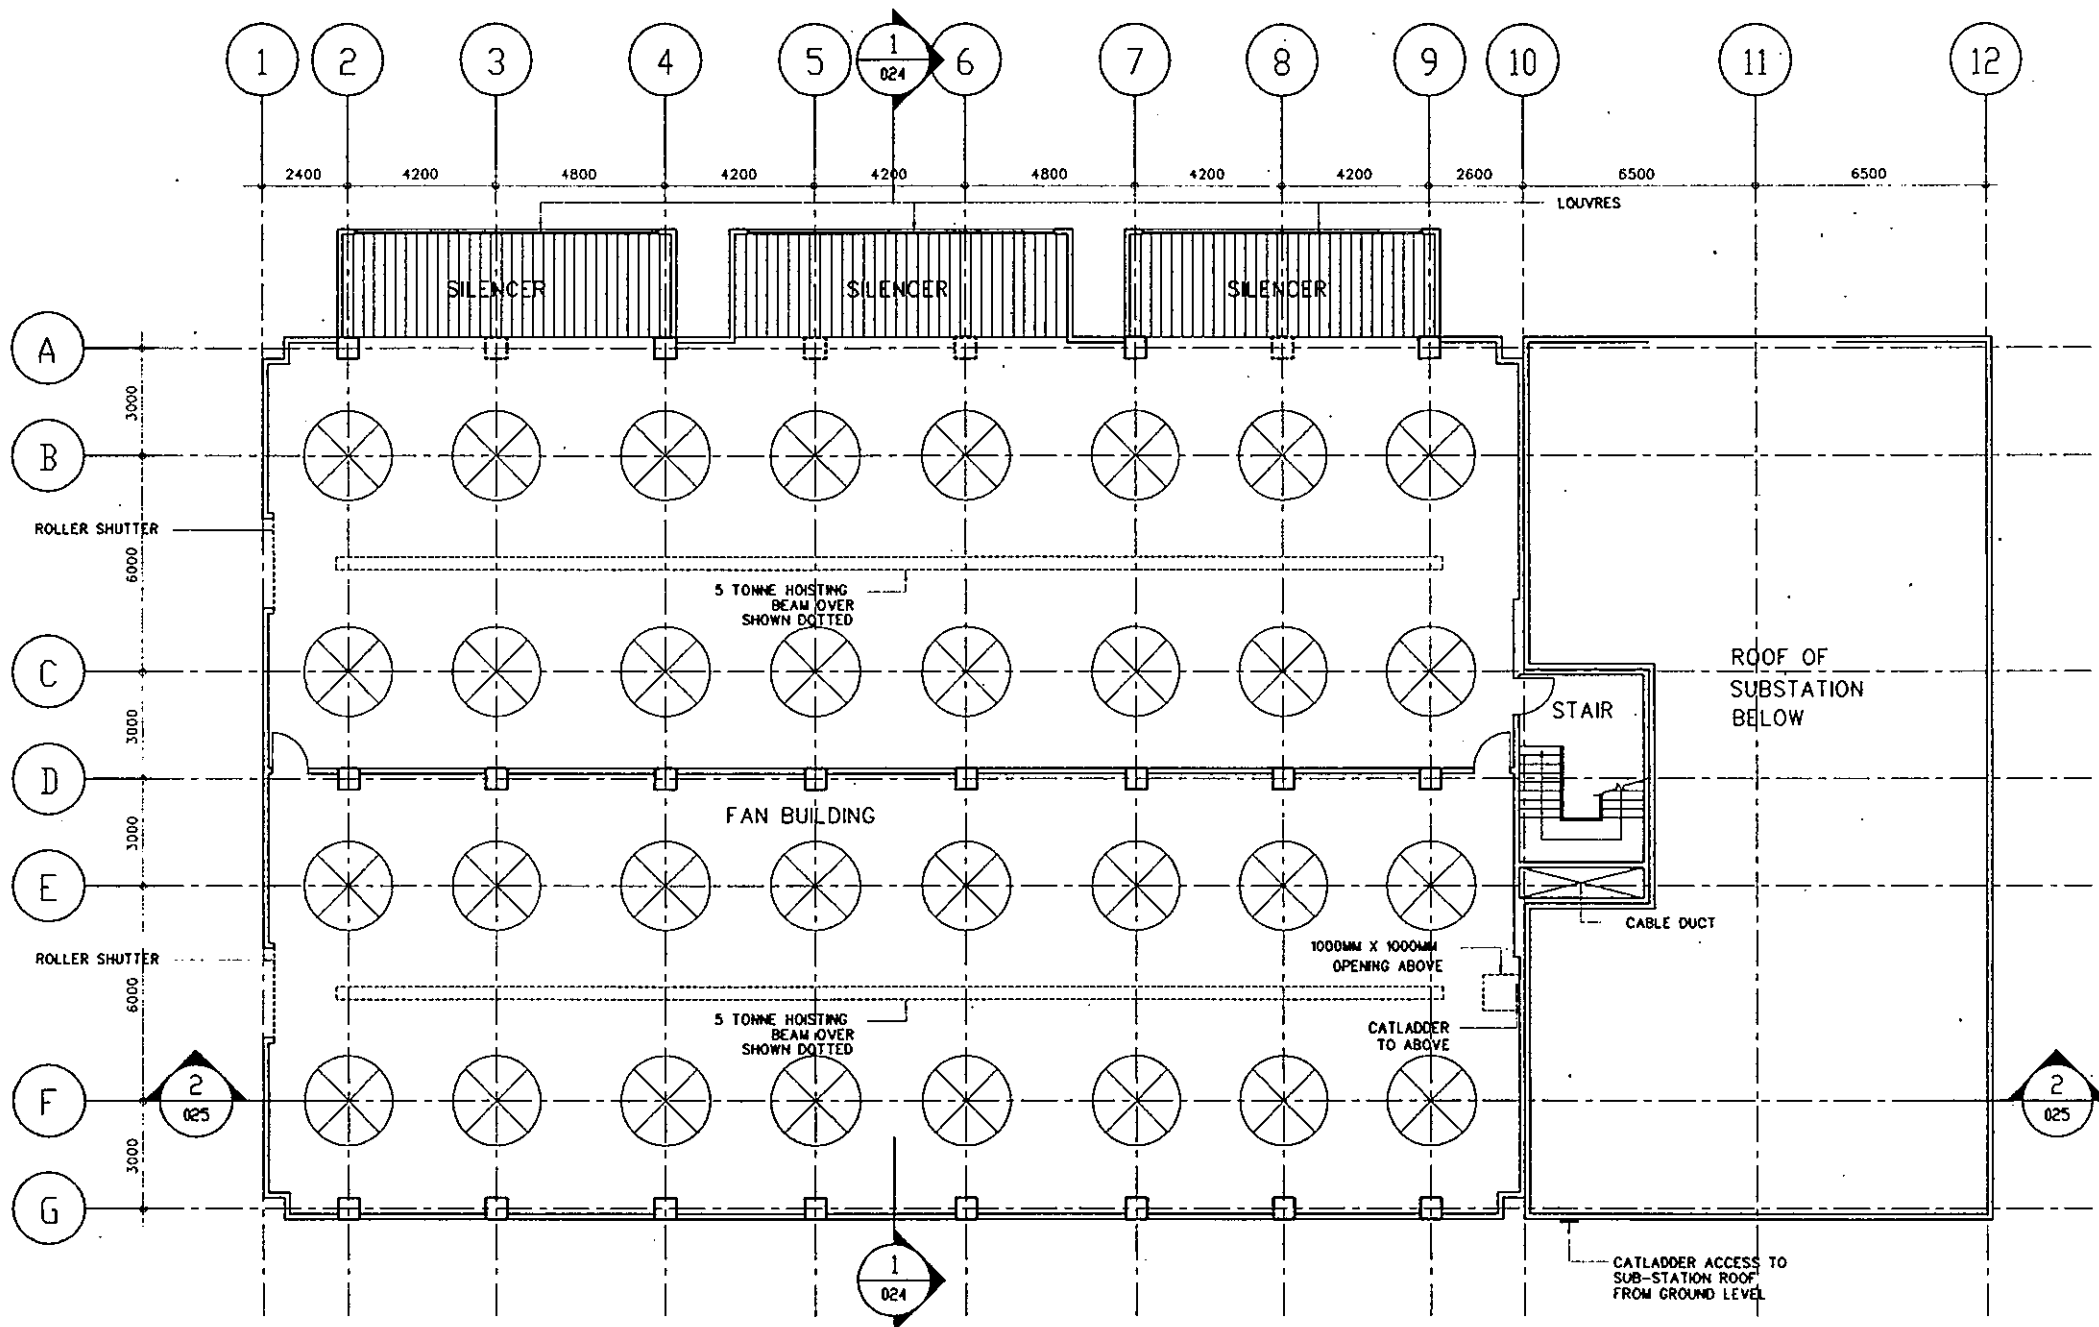 1 2 3 4 5 1 6 7 8 9 10 11 12
024
2400 4200 4800 4200 4200 4800 4200 4200 2600 6500 6500
LOUVRES
SILENCER SILENCER SILENCER
A
3000
B
ROLLER SHUTTER
6000
5 TONNE HOISTING
BEAM OVER
SHOWN DOTTED
C
ROOF OF
SUBSTATION
BELOW
STAIR
3000
D
FAN BUILDING
3000
E
CABLE DUCT
1000MM X 1000MM
OPENING ABOVE
ROLLER SHUTTER
6000
5 TONNE HOISTING
BEAM OVER
SHOWN DOTTED
CATLADDER
TO ABOVE
F
2
025
2
025
3000
G
1
024
CATLADDER ACCESS TO
SUB-STATION ROOF
FROM GROUND LEVEL